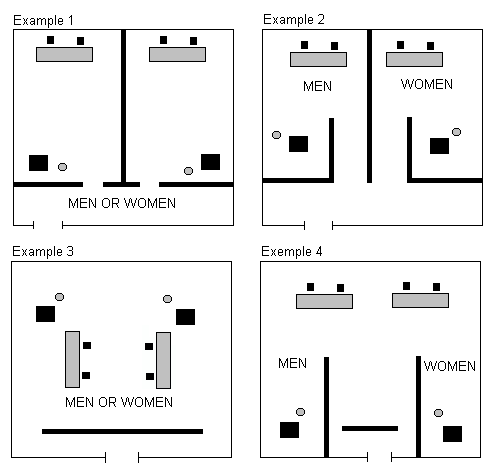 Example 1
Example 2
MEN OR WOMEN
MEN
WOMEN
Example 3
Exemple 4
MEN OR WOMEN
MEN
WOMEN